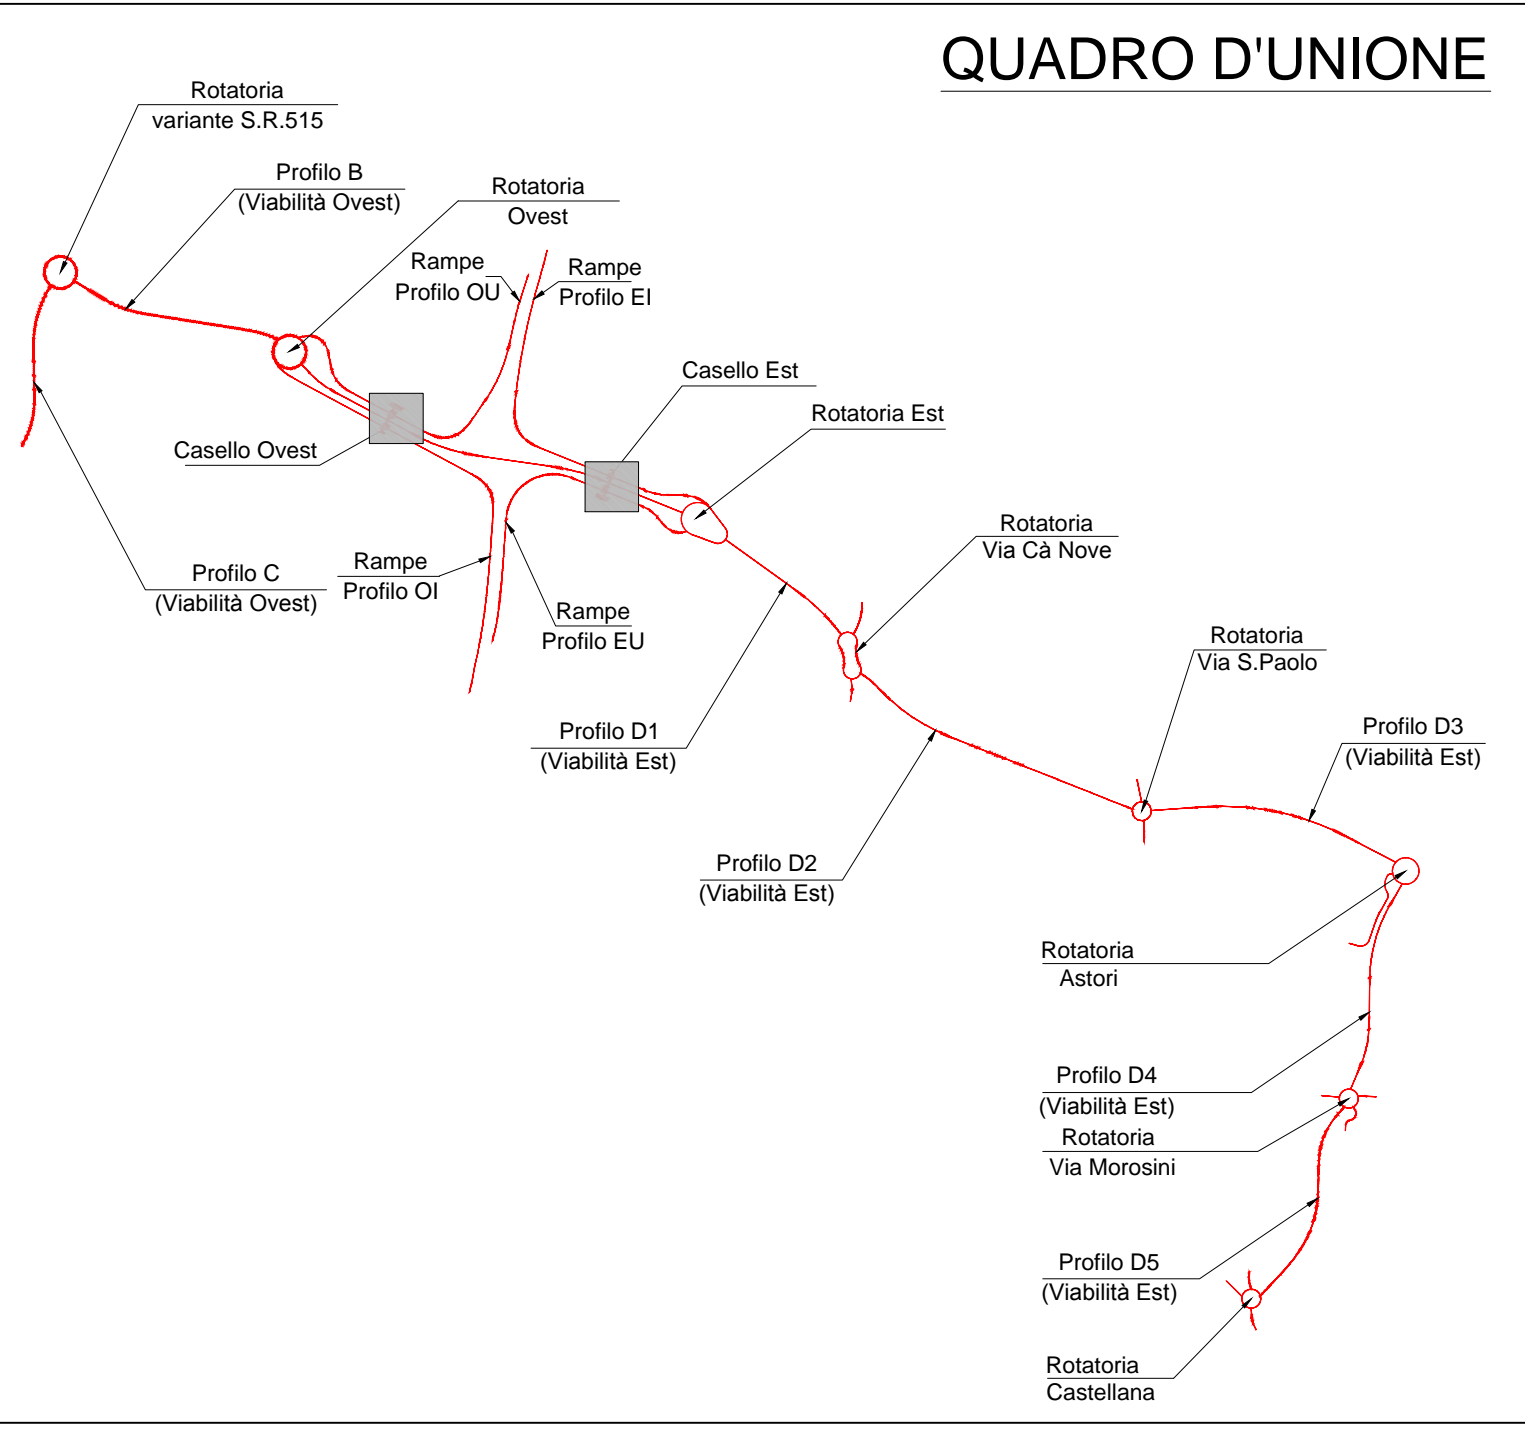 QUADRO D'UNIONE
Rotatoria
variante S.R.515
Profilo B
(Viabilità Ovest)
Rotatoria
Ovest
Rampe
Profilo OU
Rampe
Profilo EI
Casello Est
Rotatoria Est
Casello Ovest
Rotatoria
Via Cà Nove
Rampe
Profilo OI
Profilo C
(Viabilità Ovest)
Rampe
Profilo EU
Rotatoria
Via S.Paolo
Profilo D1
(Viabilità Est)
Profilo D3
(Viabilità Est)
Profilo D2
(Viabilità Est)
Rotatoria
Astori
Profilo D4
(Viabilità Est)
Rotatoria
Via Morosini
Profilo D5
(Viabilità Est)
Rotatoria
Castellana